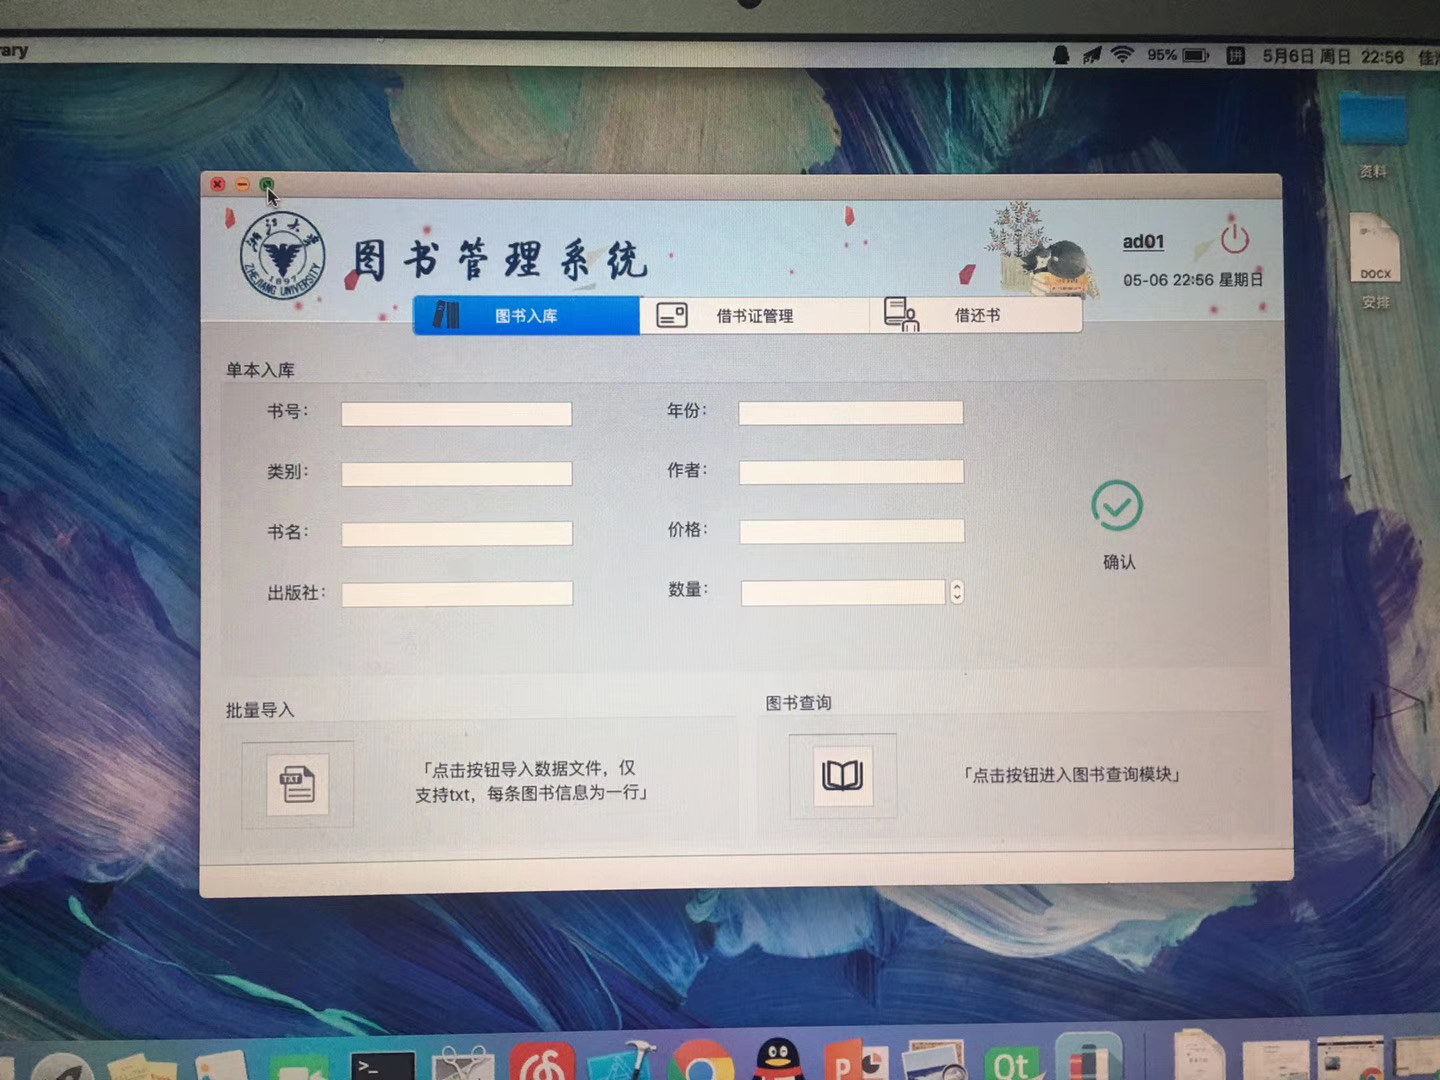 rary
95% 拼 5月6日 周日 22:56
资料
DOCX
安排
浙江大学
ZHEJIANG UNIVERSITY
1897
图书管理系统
ad01
05-06 22:56 星期日
图书入库
借书证管理
借还书
单本入库
书号：
年份：
类别：
作者：
书名：
价格：
出版社：
数量：
确认
批量导入
图书查询
TXT
「点击按钮导入数据文件，仅
支持txt，每条图书信息为一行」
「点击按钮进入图书查询模块」
>_
P
Qt